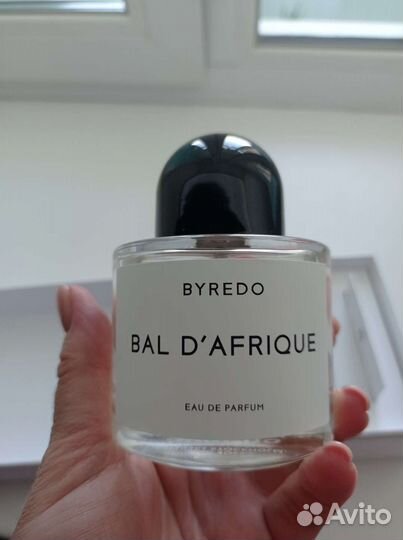 BYREDO
BAL D'AFRIQUE
EAU DE PARFUM
Avito